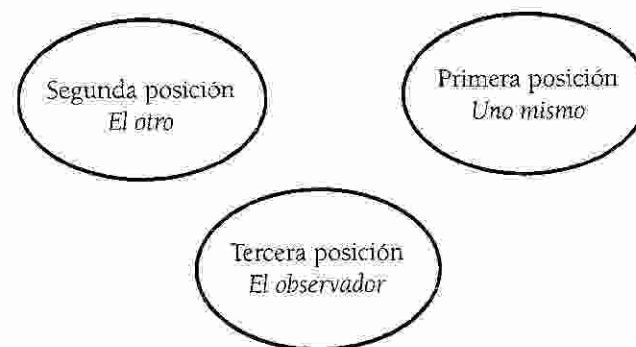 Segunda posición
El otro
Primera posición
Uno mismo
Tercera posición
El observador